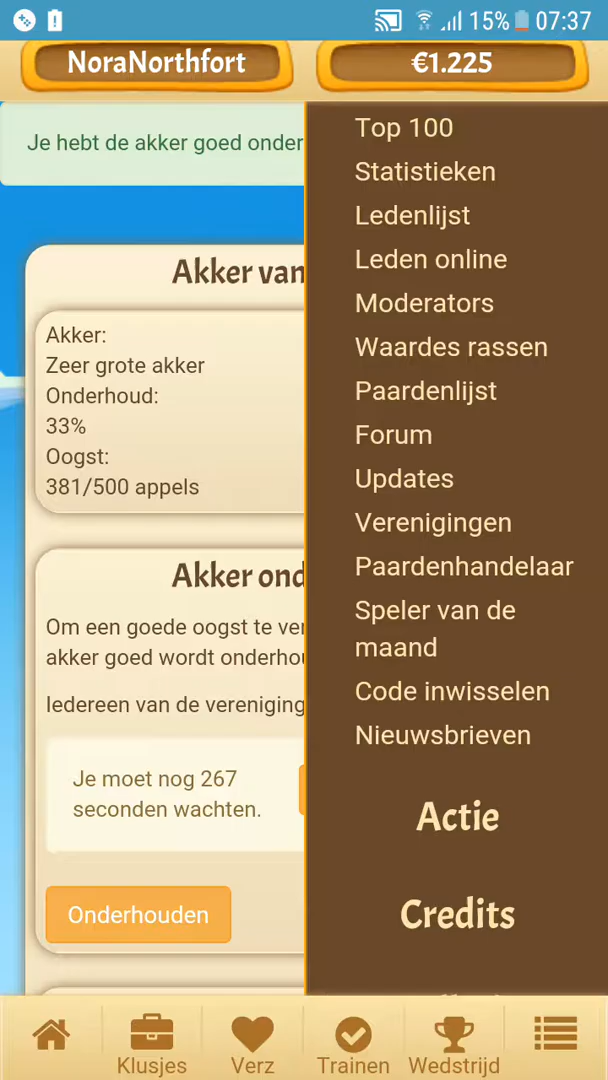 15% 07:37
NoraNorthfort
€1.225
Je hebt de akker goed onder
Akker van
Akker:
Zeer grote akker
Onderhoud:
33%
Oogst:
381/500 appels
Akker ond
Om een goede oogst te ver
akker goed wordt onderhou
Iedereen van de vereniging
Je moet nog 267
seconden wachten.
Onderhouden
Top 100
Statistieken
Ledenlijst
Leden online
Moderators
Waardes rassen
Paardenlijst
Forum
Updates
Verenigingen
Paardenhandelaar
Speler van de
maand
Code inwisselen
Nieuwsbrieven
Actie
Credits
Klusjes
Verz
Trainen
Wedstrijd